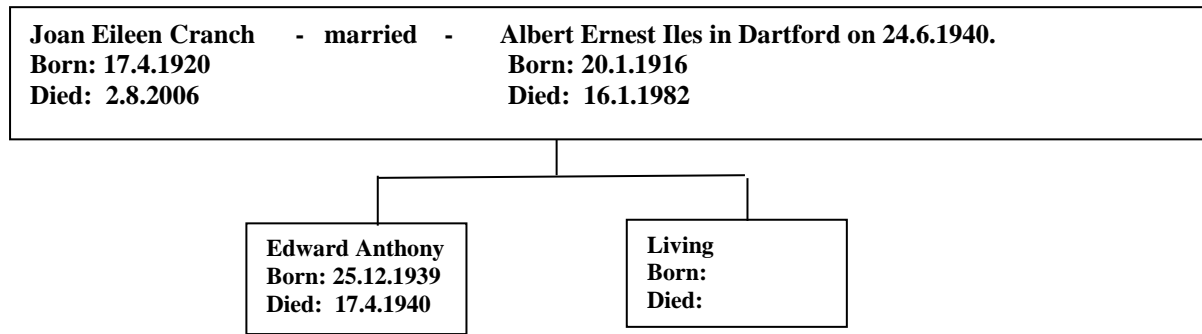 Joan Eileen Cranch - married - Albert Ernest Iles in Dartford on 24.6.1940.
Born: 17.4.1920 Born: 20.1.1916
Died: 2.8.2006 Died: 16.1.1982
Edward Anthony
Born: 25.12.1939
Died: 17.4.1940
Living
Born:
Died: